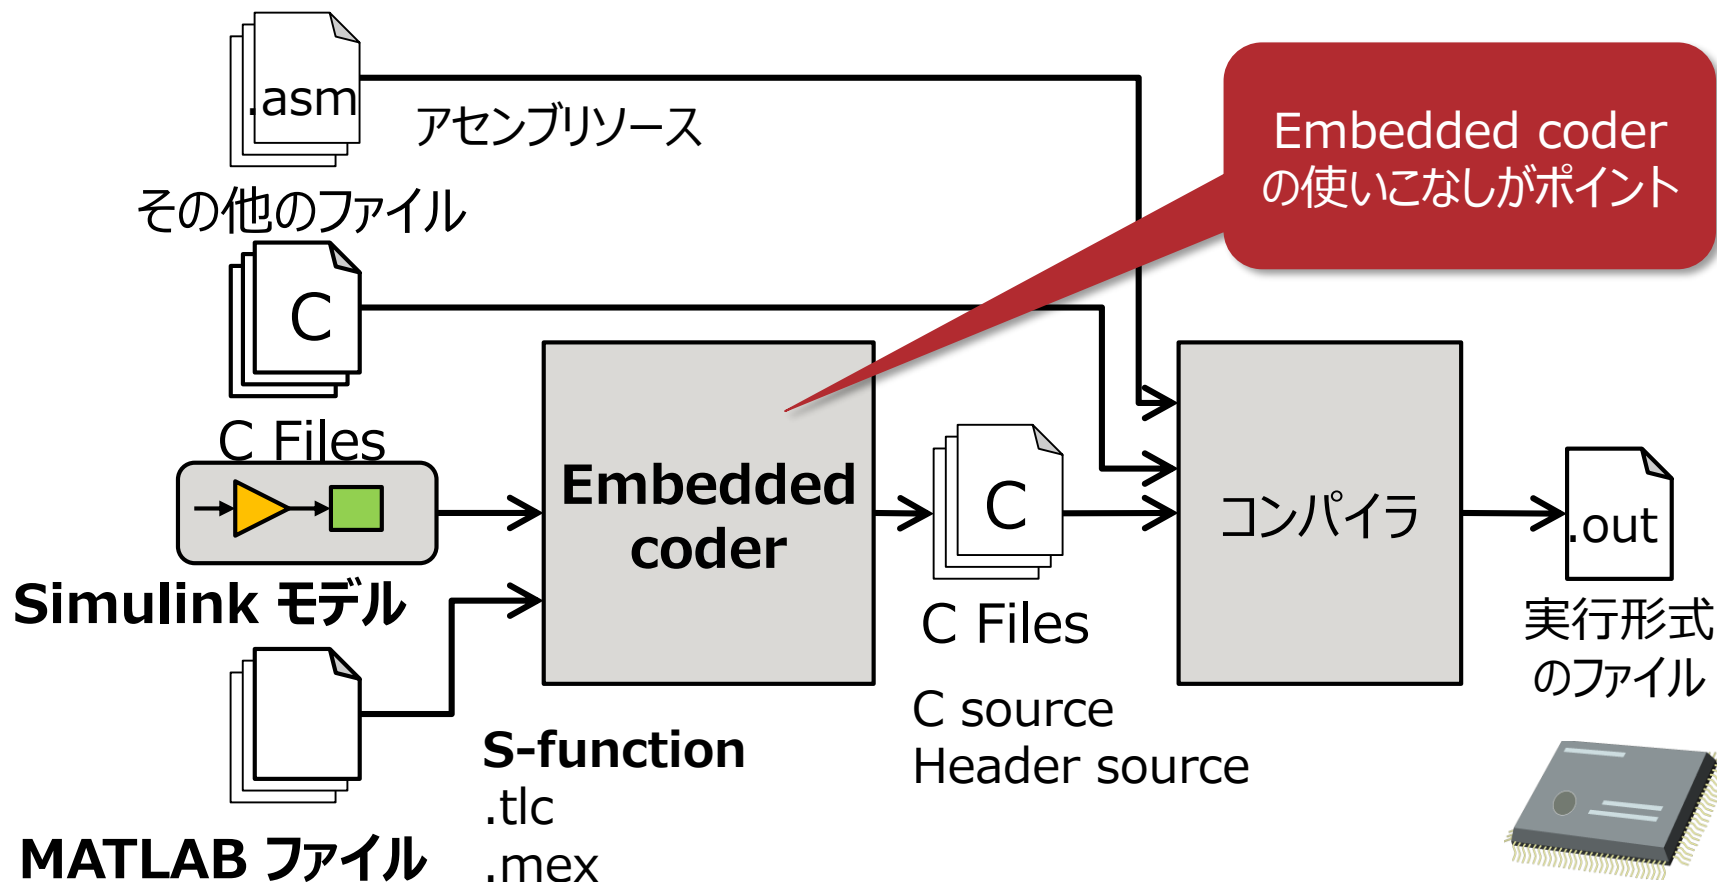 .asm
アセンブリソース
その他のファイル
Embedded coder
の使いこなしがポイント
C
C Files
Simulink モデル
Embedded
coder
C
C Files
C source
Header source
コンパイラ
.out
実行形式
のファイル
S-function
.tlc
.mex
MATLAB ファイル